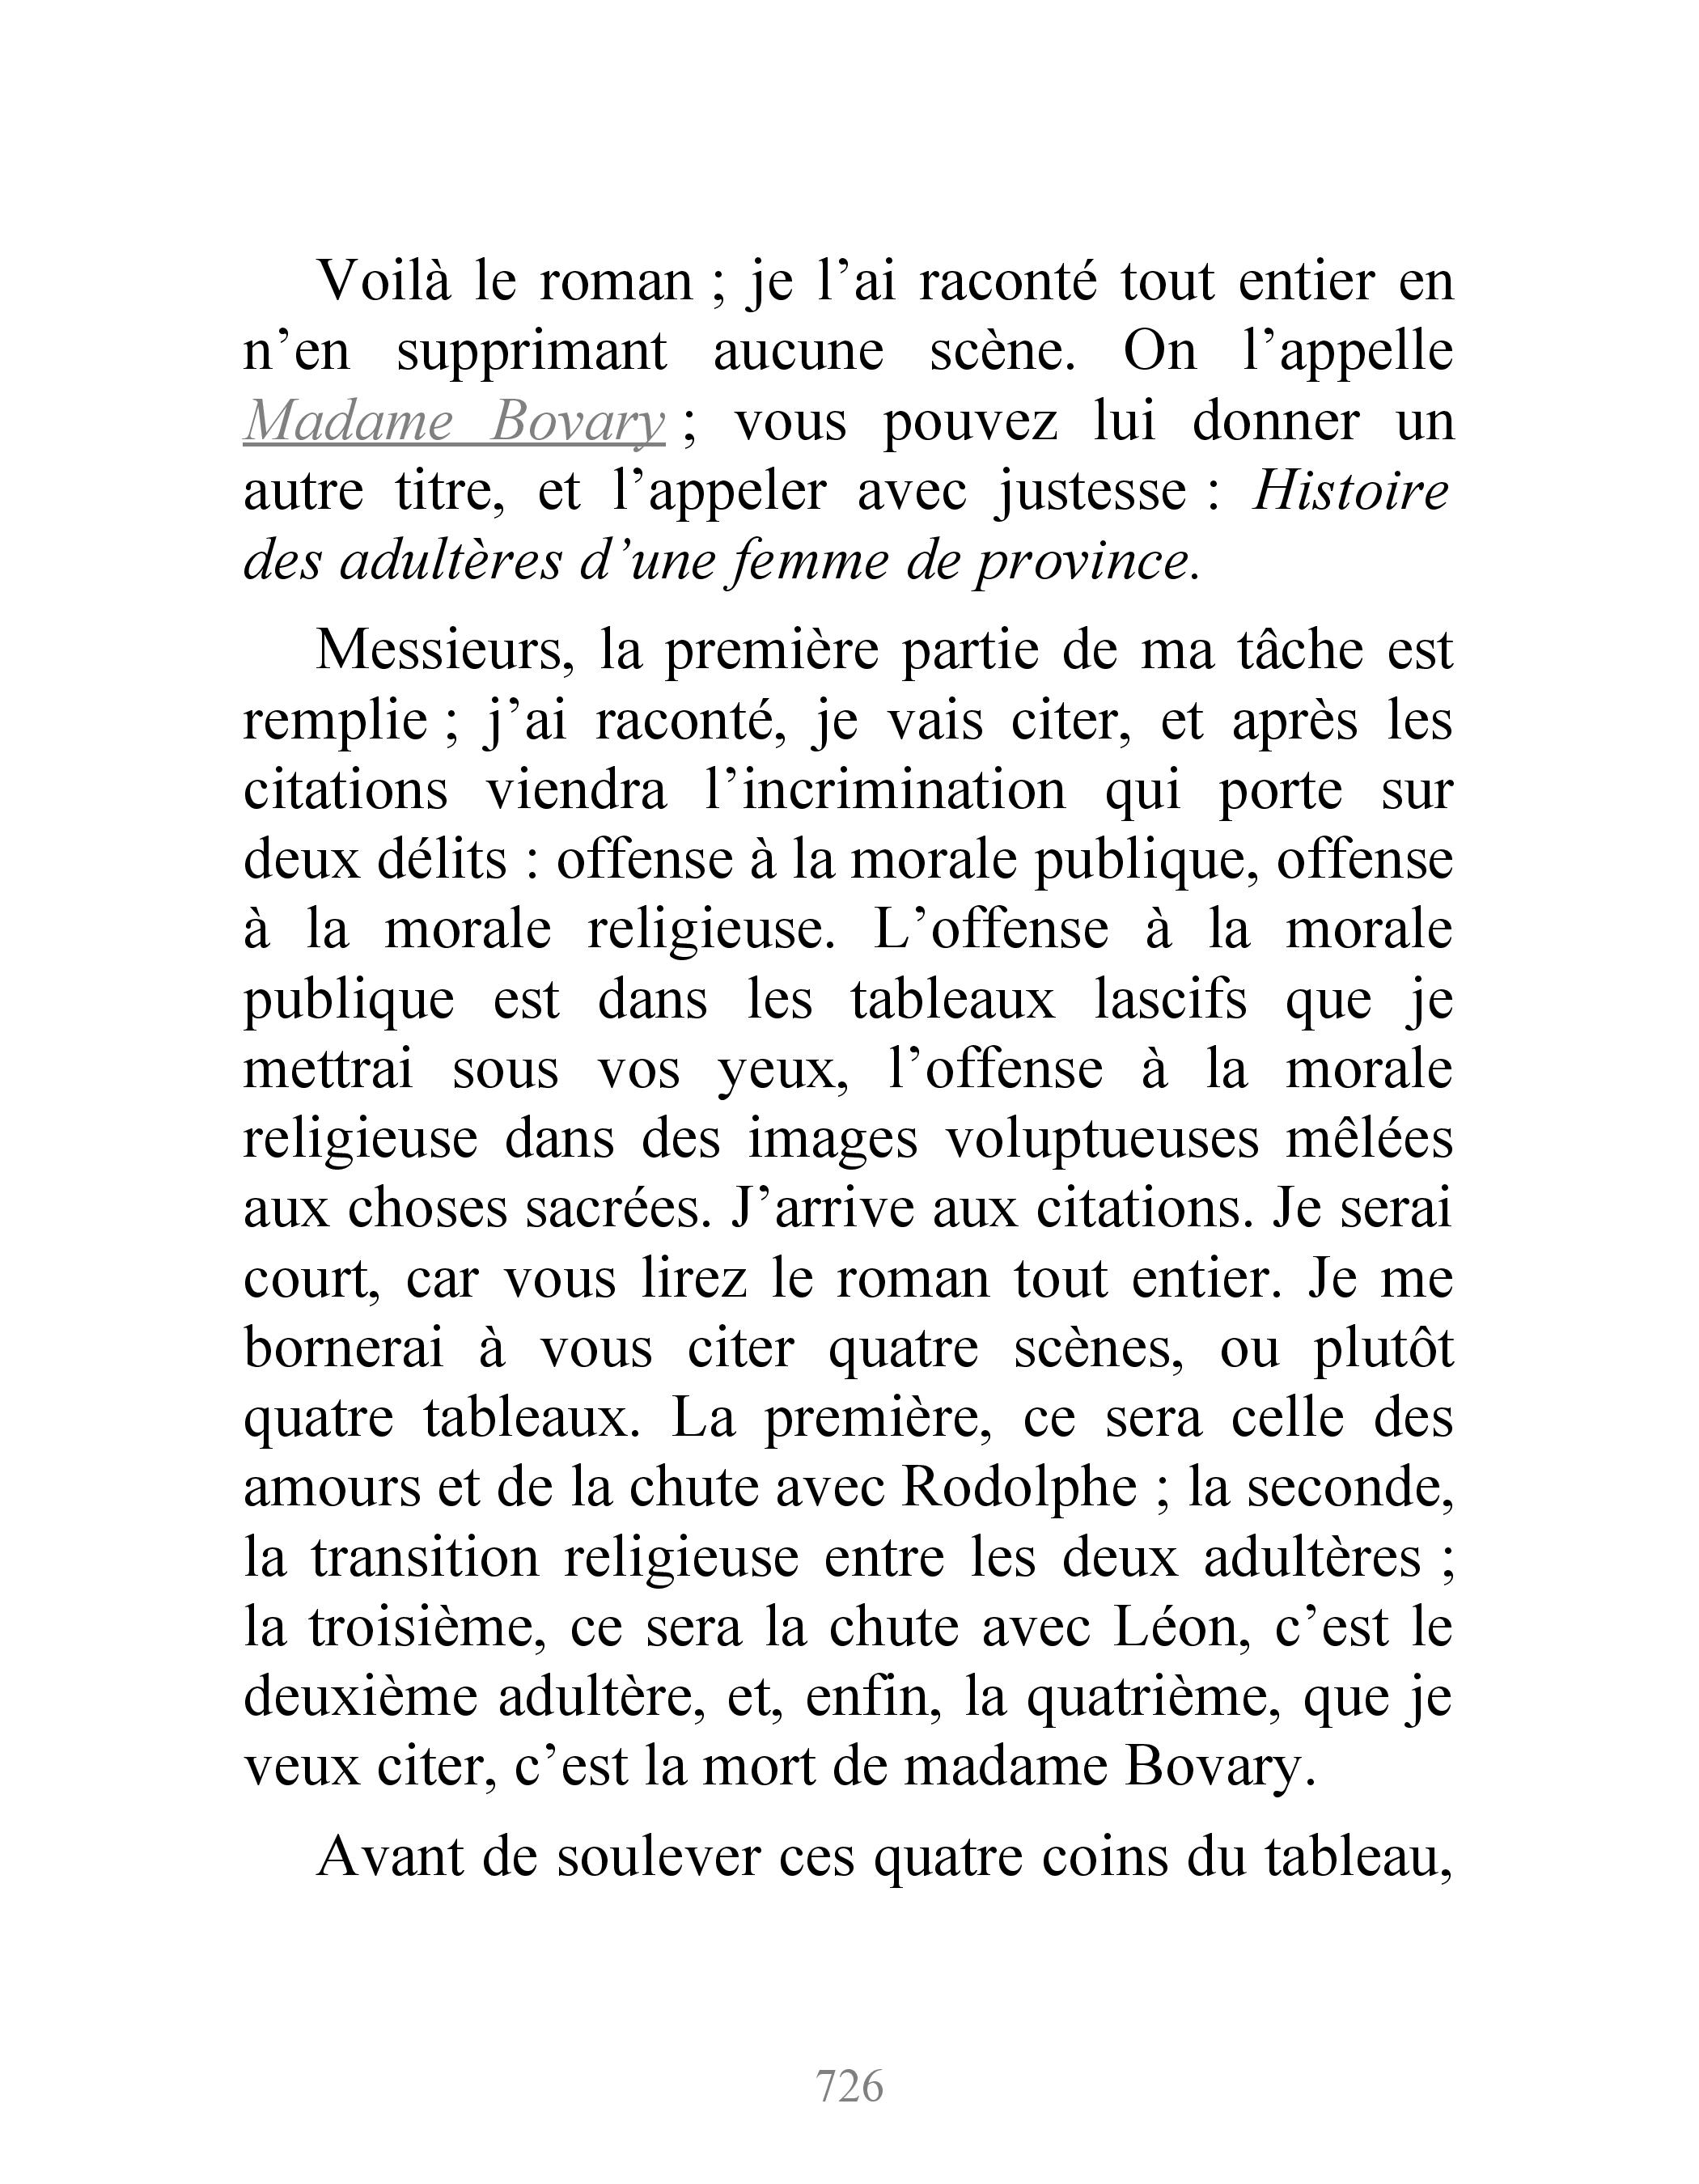 Voilà le roman ; je l’ai raconté tout entier en
n’en supprimant aucune scène. On l’appelle
Madame Bovary ; vous pouvez lui donner un
autre titre, et l’appeler avec justesse : Histoire
des adultères d’une femme de province.
Messieurs, la première partie de ma tâche est
remplie ; j’ai raconté, je vais citer, et après les
citations viendra l’incrimination qui porte sur
deux délits : offense à la morale publique, offense
à la morale religieuse. L’offense à la morale
publique est dans les tableaux lascifs que je
mettrai sous vos yeux, l’offense à la morale
religieuse dans des images voluptueuses mêlées
aux choses sacrées. J’arrive aux citations. Je serai
court, car vous lirez le roman tout entier. Je me
bornerai à vous citer quatre scènes, ou plutôt
quatre tableaux. La première, ce sera celle des
amours et de la chute avec Rodolphe ; la seconde,
la transition religieuse entre les deux adultères ;
la troisième, ce sera la chute avec Léon, c’est le
deuxième adultère, et, enfin, la quatrième, que je
veux citer, c’est la mort de madame Bovary.
Avant de soulever ces quatre coins du tableau,
726